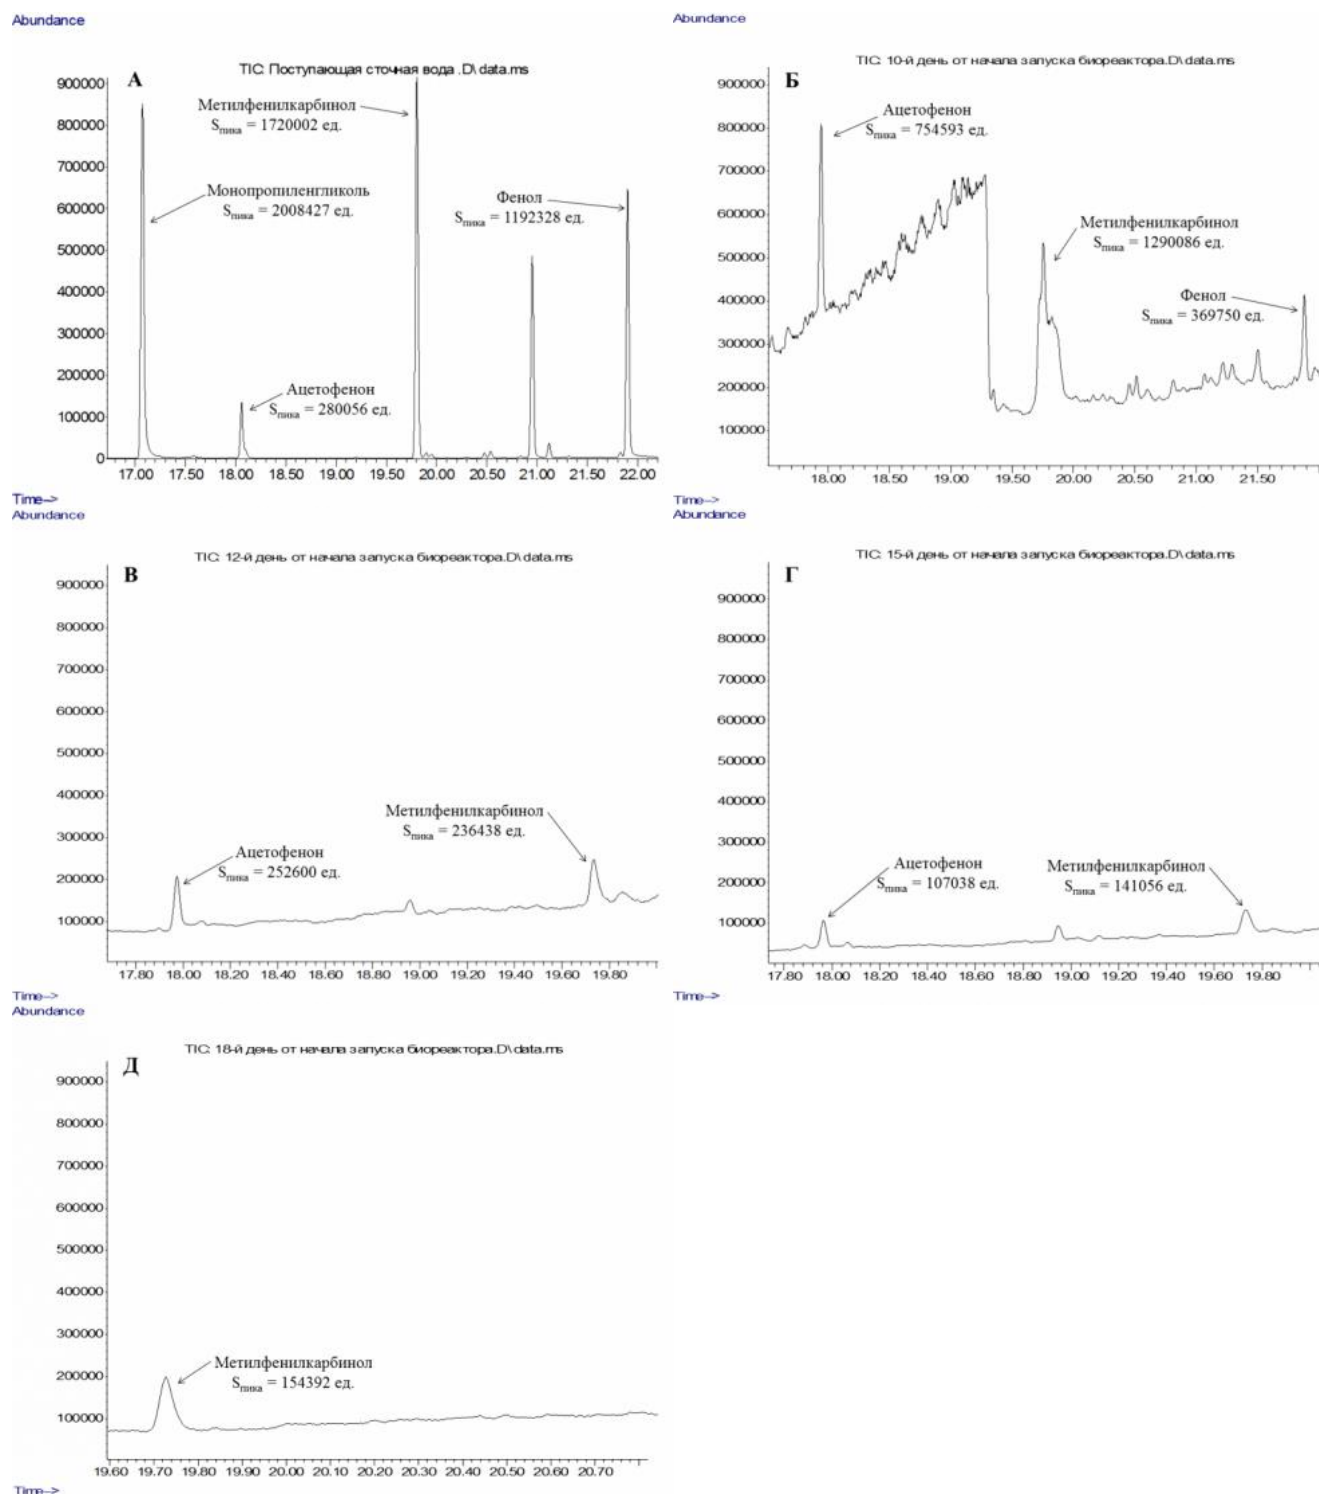 Abundance
TIC: Поступающая сточная вода .D\data.ms
А
900000
800000
700000
600000
500000
400000
300000
200000
100000
0
Метилфенилкарбинол
Sпика = 1720002 ед.
Монопропиленгликоль
Sпика = 2008427 ед.
Фенол
Sпика = 1192328 ед.
Ацетофенон
Sпика = 280056 ед.
17.00 17.50 18.00 18.50 19.00 19.50 20.00 20.50 21.00 21.50 22.00
Time-->
Abundance
TIC: 10-й день от начала запуска биореактора.D\data.ms
Б
900000
800000
700000
600000
500000
400000
300000
200000
100000
Ацетофенон
Sпика = 754593 ед.
Метилфенилкарбинол
Sпика = 1290086 ед.
Фенол
Sпика = 369750 ед.
18.00 18.50 19.00 19.50 20.00 20.50 21.00 21.50
Time-->
Abundance
TIC: 12-й день от начала запуска биореактора.D\data.ms
В
900000
800000
700000
600000
500000
400000
300000
200000
100000
Метилфенилкарбинол
Sпика = 236438 ед.
Ацетофенон
Sпика = 252600 ед.
17.80 18.00 18.20 18.40 18.60 18.80 19.00 19.20 19.40 19.60 19.80
Time-->
Abundance
TIC: 15-й день от начала запуска биореактора.D\data.ms
Г
900000
800000
700000
600000
500000
400000
300000
200000
100000
Ацетофенон
Sпика = 107038 ед.
Метилфенилкарбинол
Sпика = 141056 ед.
17.80 18.00 18.20 18.40 18.60 18.80 19.00 19.20 19.40 19.60 19.80
Time-->
Abundance
TIC: 18-й день от начала запуска биореактора.D\data.ms
Д
900000
800000
700000
600000
500000
400000
300000
200000
100000
Метилфенилкарбинол
Sпика = 154392 ед.
19.60 19.70 19.80 19.90 20.00 20.10 20.20 20.30 20.40 20.50 20.60 20.70
Time-->